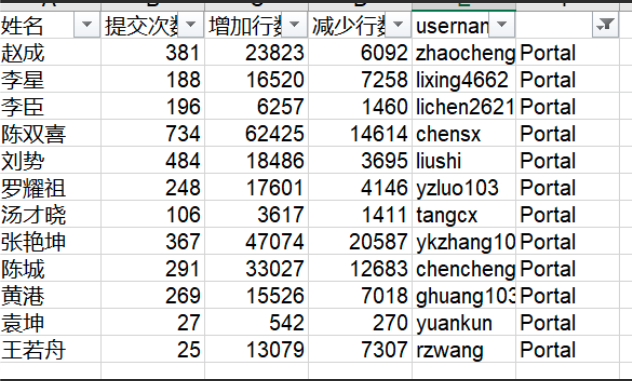 姓名 提交次数 增加行数 减少行数 usernam
赵成 381 23823 6092 zhaocheng Portal
李星 188 16520 7258 lixing4662 Portal
李臣 196 6257 1460 lichen2621 Portal
陈双喜 734 62425 14614 chensx Portal
刘势 484 18486 3695 liushi Portal
罗耀祖 248 17601 4146 yzluo103 Portal
汤才晓 106 3617 1411 tangcx Portal
张艳坤 367 47074 20587 ykzhang10 Portal
陈城 291 33027 12683 chencheng Portal
黄港 269 15526 7018 ghuang103 Portal
袁坤 27 542 270 yuankun Portal
王若舟 25 13079 7307 rzwang Portal